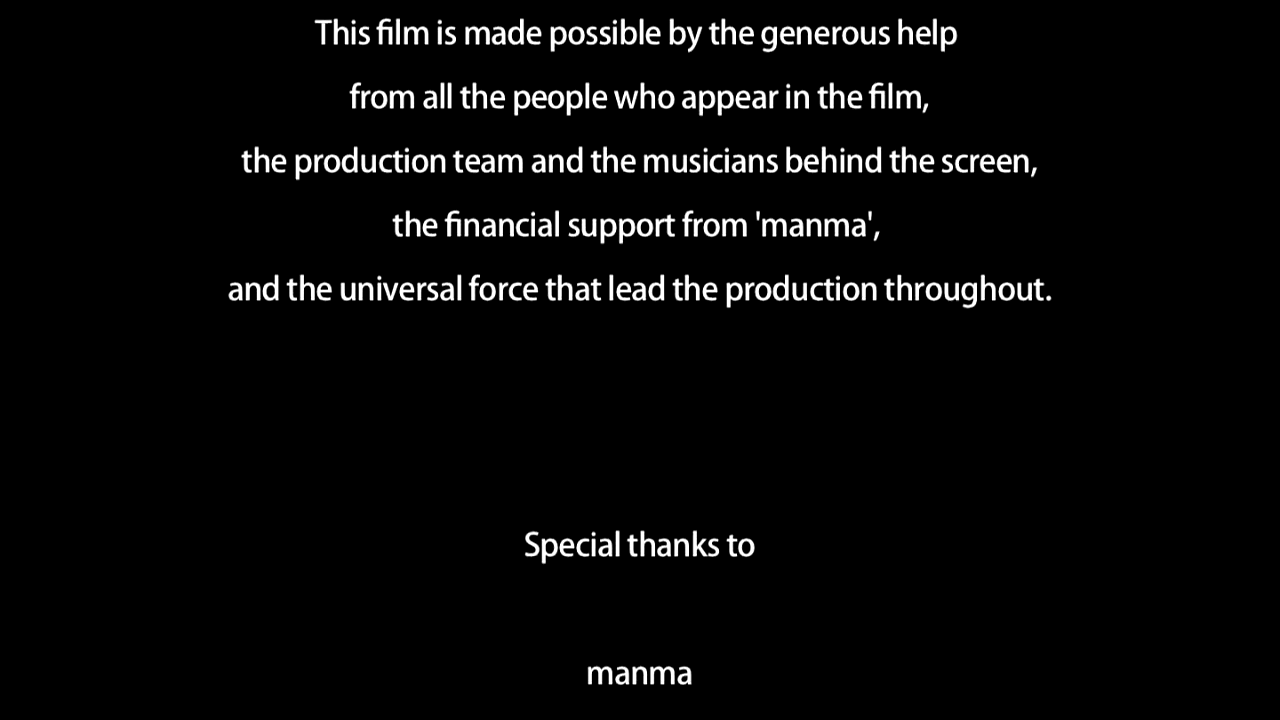 This film is made possible by the generous help
from all the people who appear in the film,
the production team and the musicians behind the screen,
the financial support from 'manma',
and the universal force that lead the production throughout.
Special thanks to
manma